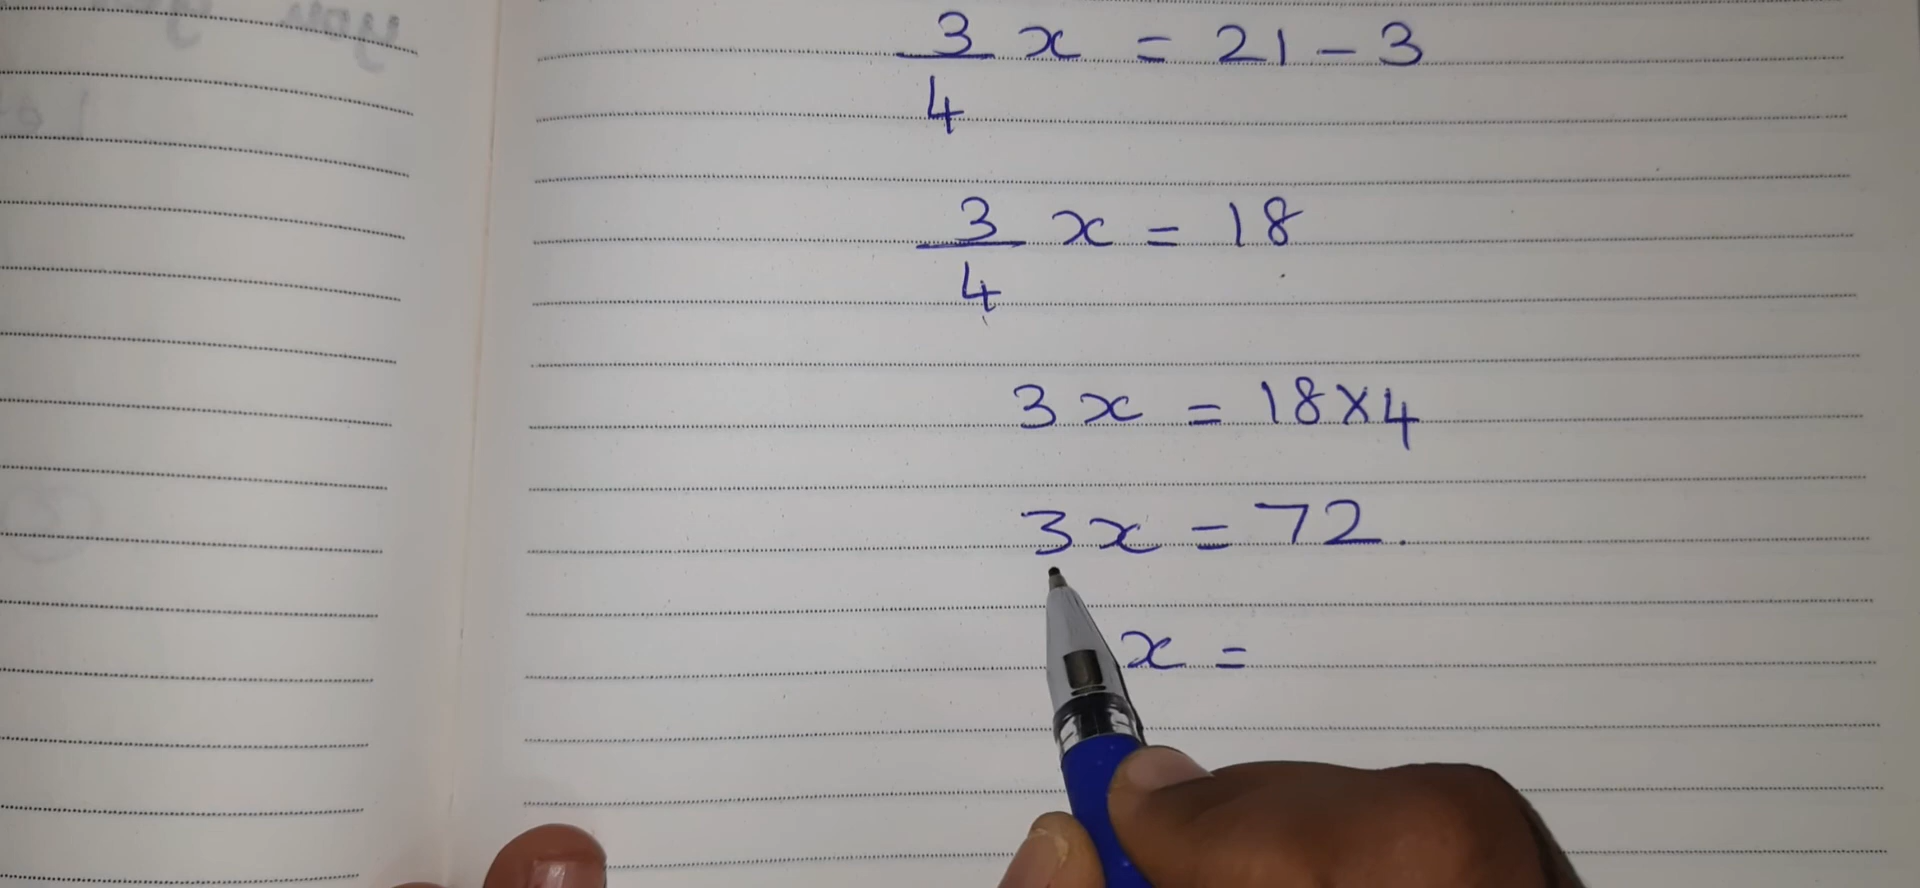 3/4 x = 21 - 3
3/4 x = 18
3x = 18 × 4
3x = 72.
x =